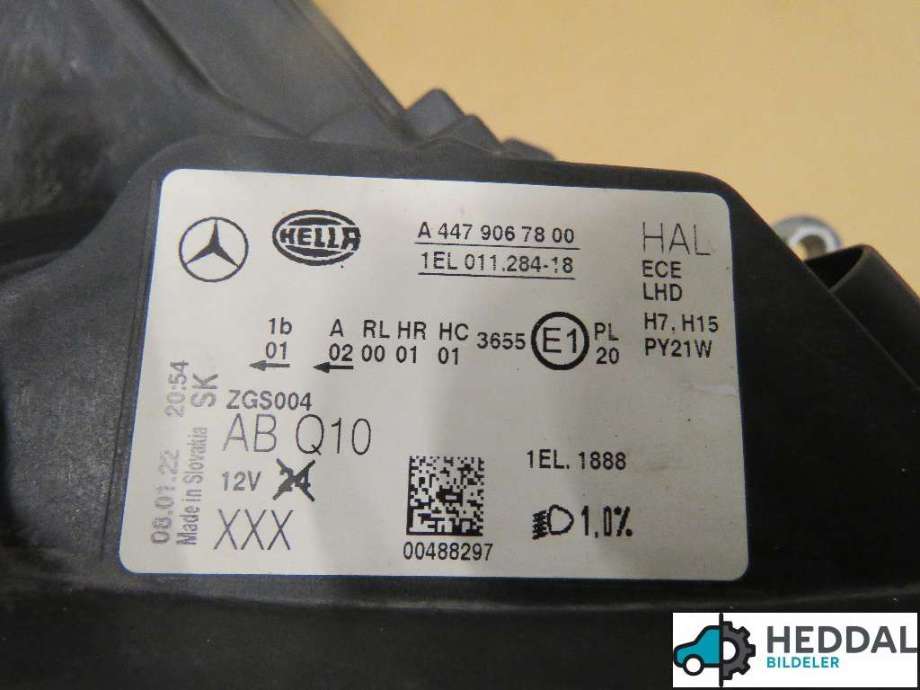 HELLA
A 447 906 78 00
1EL 011.284-18
HAL
ECE
LHD
H7, H15
PY21W
1b A RL HR HC 3655 E1 PL
01 02 00 01 01 20
ZGS004
AB Q10
12V 24
XXX
00488297
1EL. 1888
1,0%
08.01.22 20:54
Made in Slovakia SK
HEDDAL
BILDELER